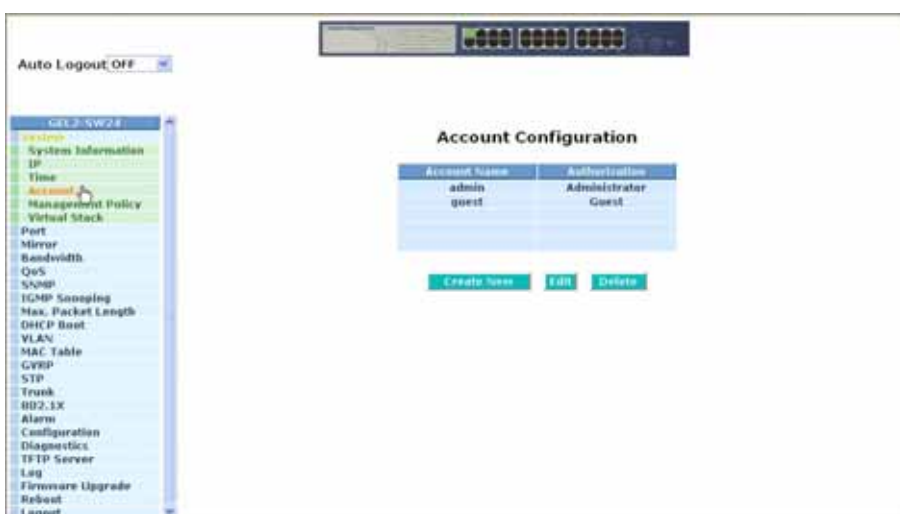 Auto Logout OFF
GEL2-SW24
System
System Information
IP
Time
Account
Management Policy
Virtual Stack
Port
Mirror
Bandwidth
QoS
SNMP
IGMP Snooping
Max. Packet Length
DHCP Boot
VLAN
MAC Table
GVRP
STP
Trunk
802.1X
Alarm
Configuration
Diagnostics
TFTP Server
Log
Firmware Upgrade
Reboot
Logout
Account Configuration
Account Name Authorization
admin Administrator
guest Guest
Create New Edit Delete